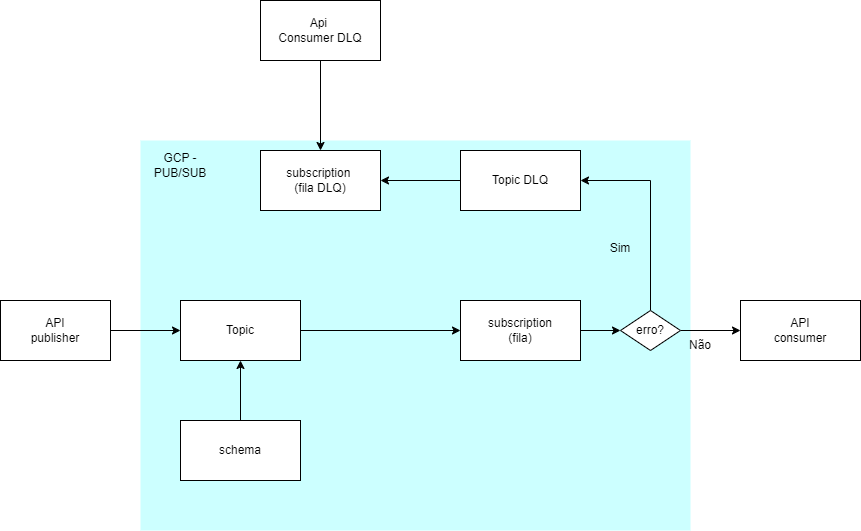 Api
Consumer DLQ
GCP -
PUB/SUB
subscription
(fila DLQ)
Topic DLQ
Sim
API
publisher
Topic
subscription
(fila)
erro?
Não
API
consumer
schema